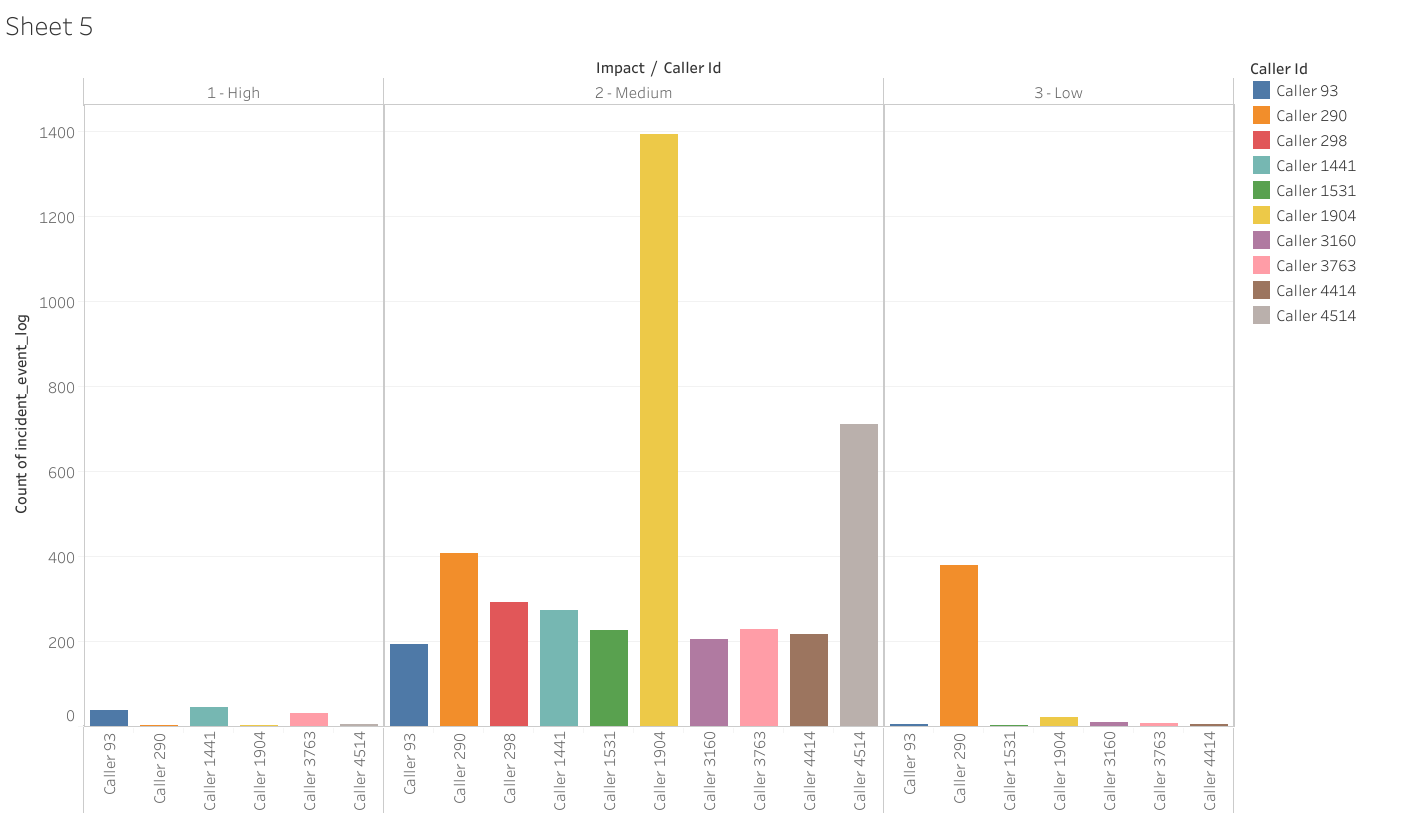 Sheet 5
Impact / Caller Id
1 - High
2 - Medium
3 - Low
Count of incident_event_log
1400
1200
1000
800
600
400
200
0
Caller 93
Caller 290
Caller 1441
Caller 1904
Caller 3763
Caller 4514
Caller 93
Caller 290
Caller 298
Caller 1441
Caller 1531
Caller 1904
Caller 3160
Caller 3763
Caller 4414
Caller 4514
Caller 93
Caller 290
Caller 1531
Caller 1904
Caller 3160
Caller 3763
Caller 4414
Caller Id
Caller 93
Caller 290
Caller 298
Caller 1441
Caller 1531
Caller 1904
Caller 3160
Caller 3763
Caller 4414
Caller 4514